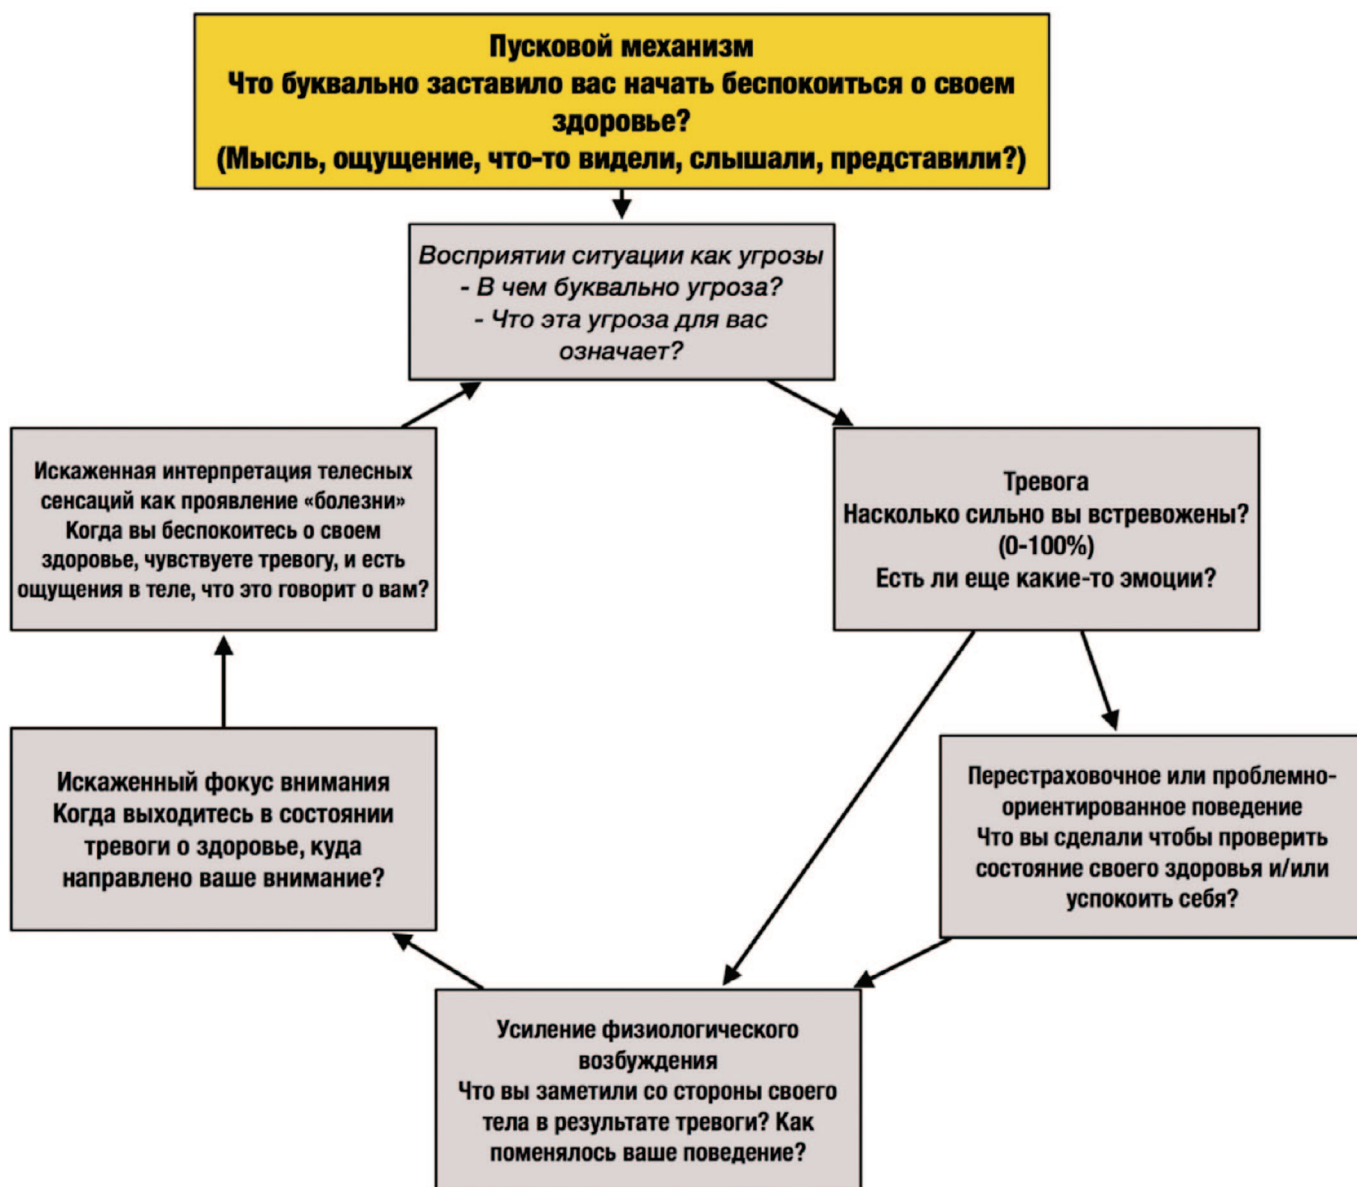 Пусковой механизм
Что буквально заставило вас начать беспокоиться о своем
здоровье?
(Мысль, ощущение, что-то видели, слышали, представили?)
Восприятии ситуации как угрозы
- В чем буквально угроза?
- Что эта угроза для вас
означает?
Искаженная интерпретация телесных
сенсаций как проявление «болезни»
Когда вы беспокоитесь о своем
здоровье, чувствуете тревогу, и есть
ощущения в теле, что это говорит о вам?
Тревога
Насколько сильно вы встревожены?
(0-100%)
Есть ли еще какие-то эмоции?
Искаженный фокус внимания
Когда выходитесь в состоянии
тревоги о здоровье, куда
направлено ваше внимание?
Перестраховочное или проблемно-
ориентированное поведение
Что вы сделали чтобы проверить
состояние своего здоровья и/или
успокоить себя?
Усиление физиологического
возбуждения
Что вы заметили со стороны своего
тела в результате тревоги? Как
поменялось ваше поведение?